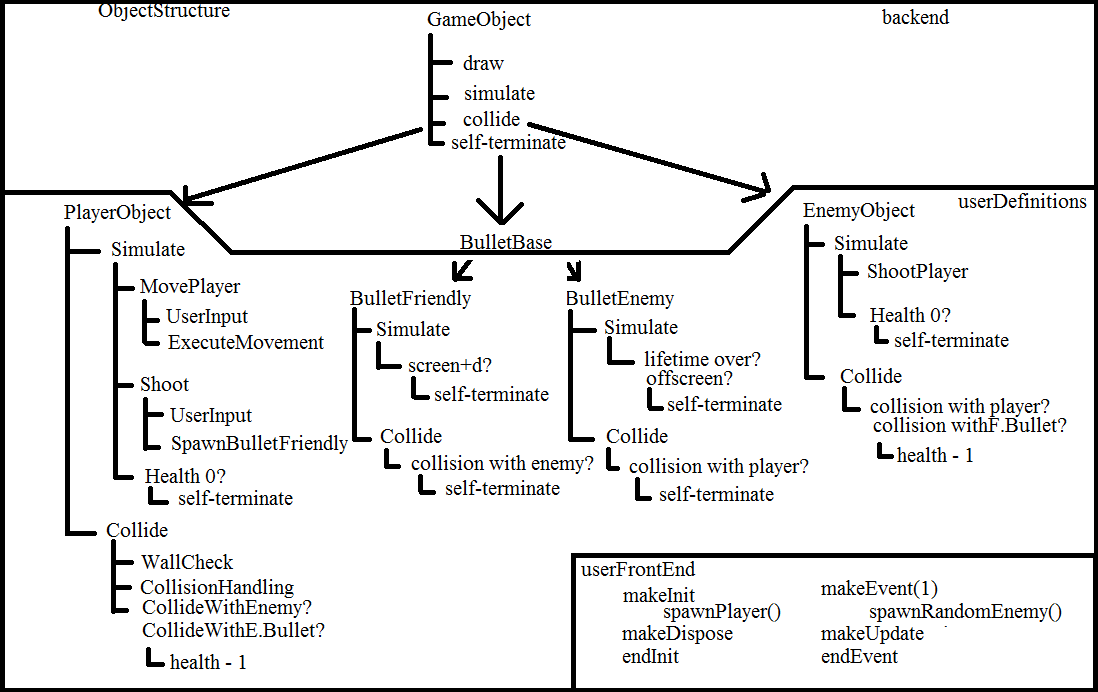 ObjectStructure
GameObject
backend
draw
simulate
collide
self-terminate
PlayerObject
Simulate
MovePlayer
UserInput
ExecuteMovement
Shoot
UserInput
SpawnBulletFriendly
Health 0?
self-terminate
Collide
WallCheck
CollisionHandling
CollideWithEnemy?
CollideWithE.Bullet?
health - 1
BulletBase
BulletFriendly
Simulate
screen+d?
self-terminate
Collide
collision with enemy?
self-terminate
BulletEnemy
Simulate
lifetime over?
offscreen?
self-terminate
Collide
collision with player?
self-terminate
userDefinitions
EnemyObject
Simulate
ShootPlayer
Health 0?
self-terminate
Collide
collision with player?
collision withF.Bullet?
health - 1
userFrontEnd
makeInit
spawnPlayer()
makeDispose
endInit
makeEvent(1)
spawnRandomEnemy()
makeUpdate
endEvent